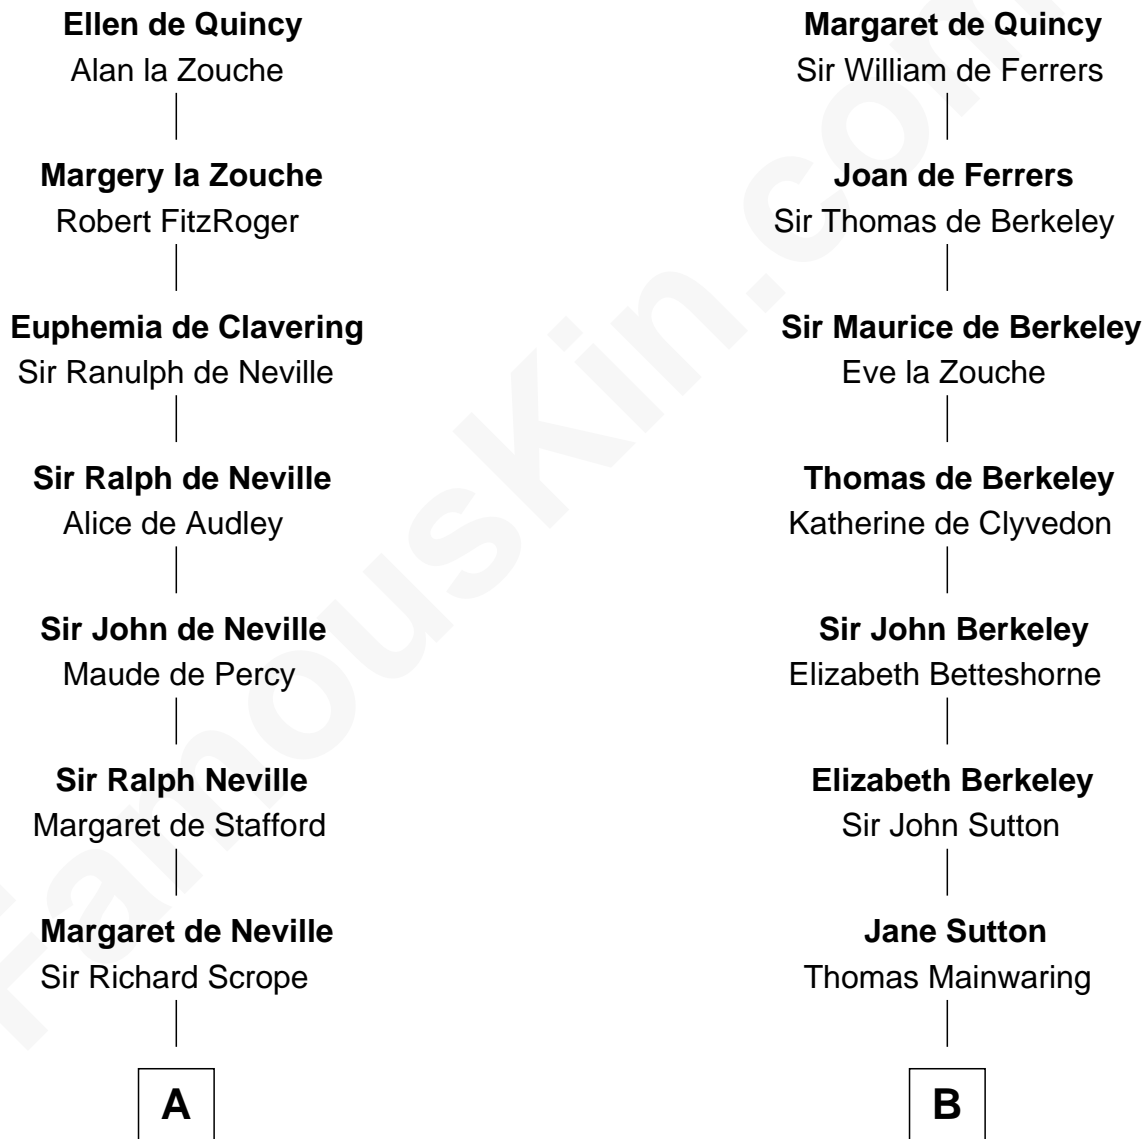 Ellen de Quincy
Alan la Zouche
Margery la Zouche
Robert FitzRoger
Euphemia de Clavering
Sir Ranulph de Neville
Sir Ralph de Neville
Alice de Audley
Sir John de Neville
Maude de Percy
Sir Ralph Neville
Margaret de Stafford
Margaret de Neville
Sir Richard Scrope
A
Margaret de Quincy
Sir William de Ferrers
Joan de Ferrers
Sir Thomas de Berkeley
Sir Maurice de Berkeley
Eve la Zouche
Thomas de Berkeley
Katherine de Clyvedon
Sir John Berkeley
Elizabeth Betteshorne
Elizabeth Berkeley
Sir John Sutton
Jane Sutton
Thomas Mainwaring
B
FamousKin.com